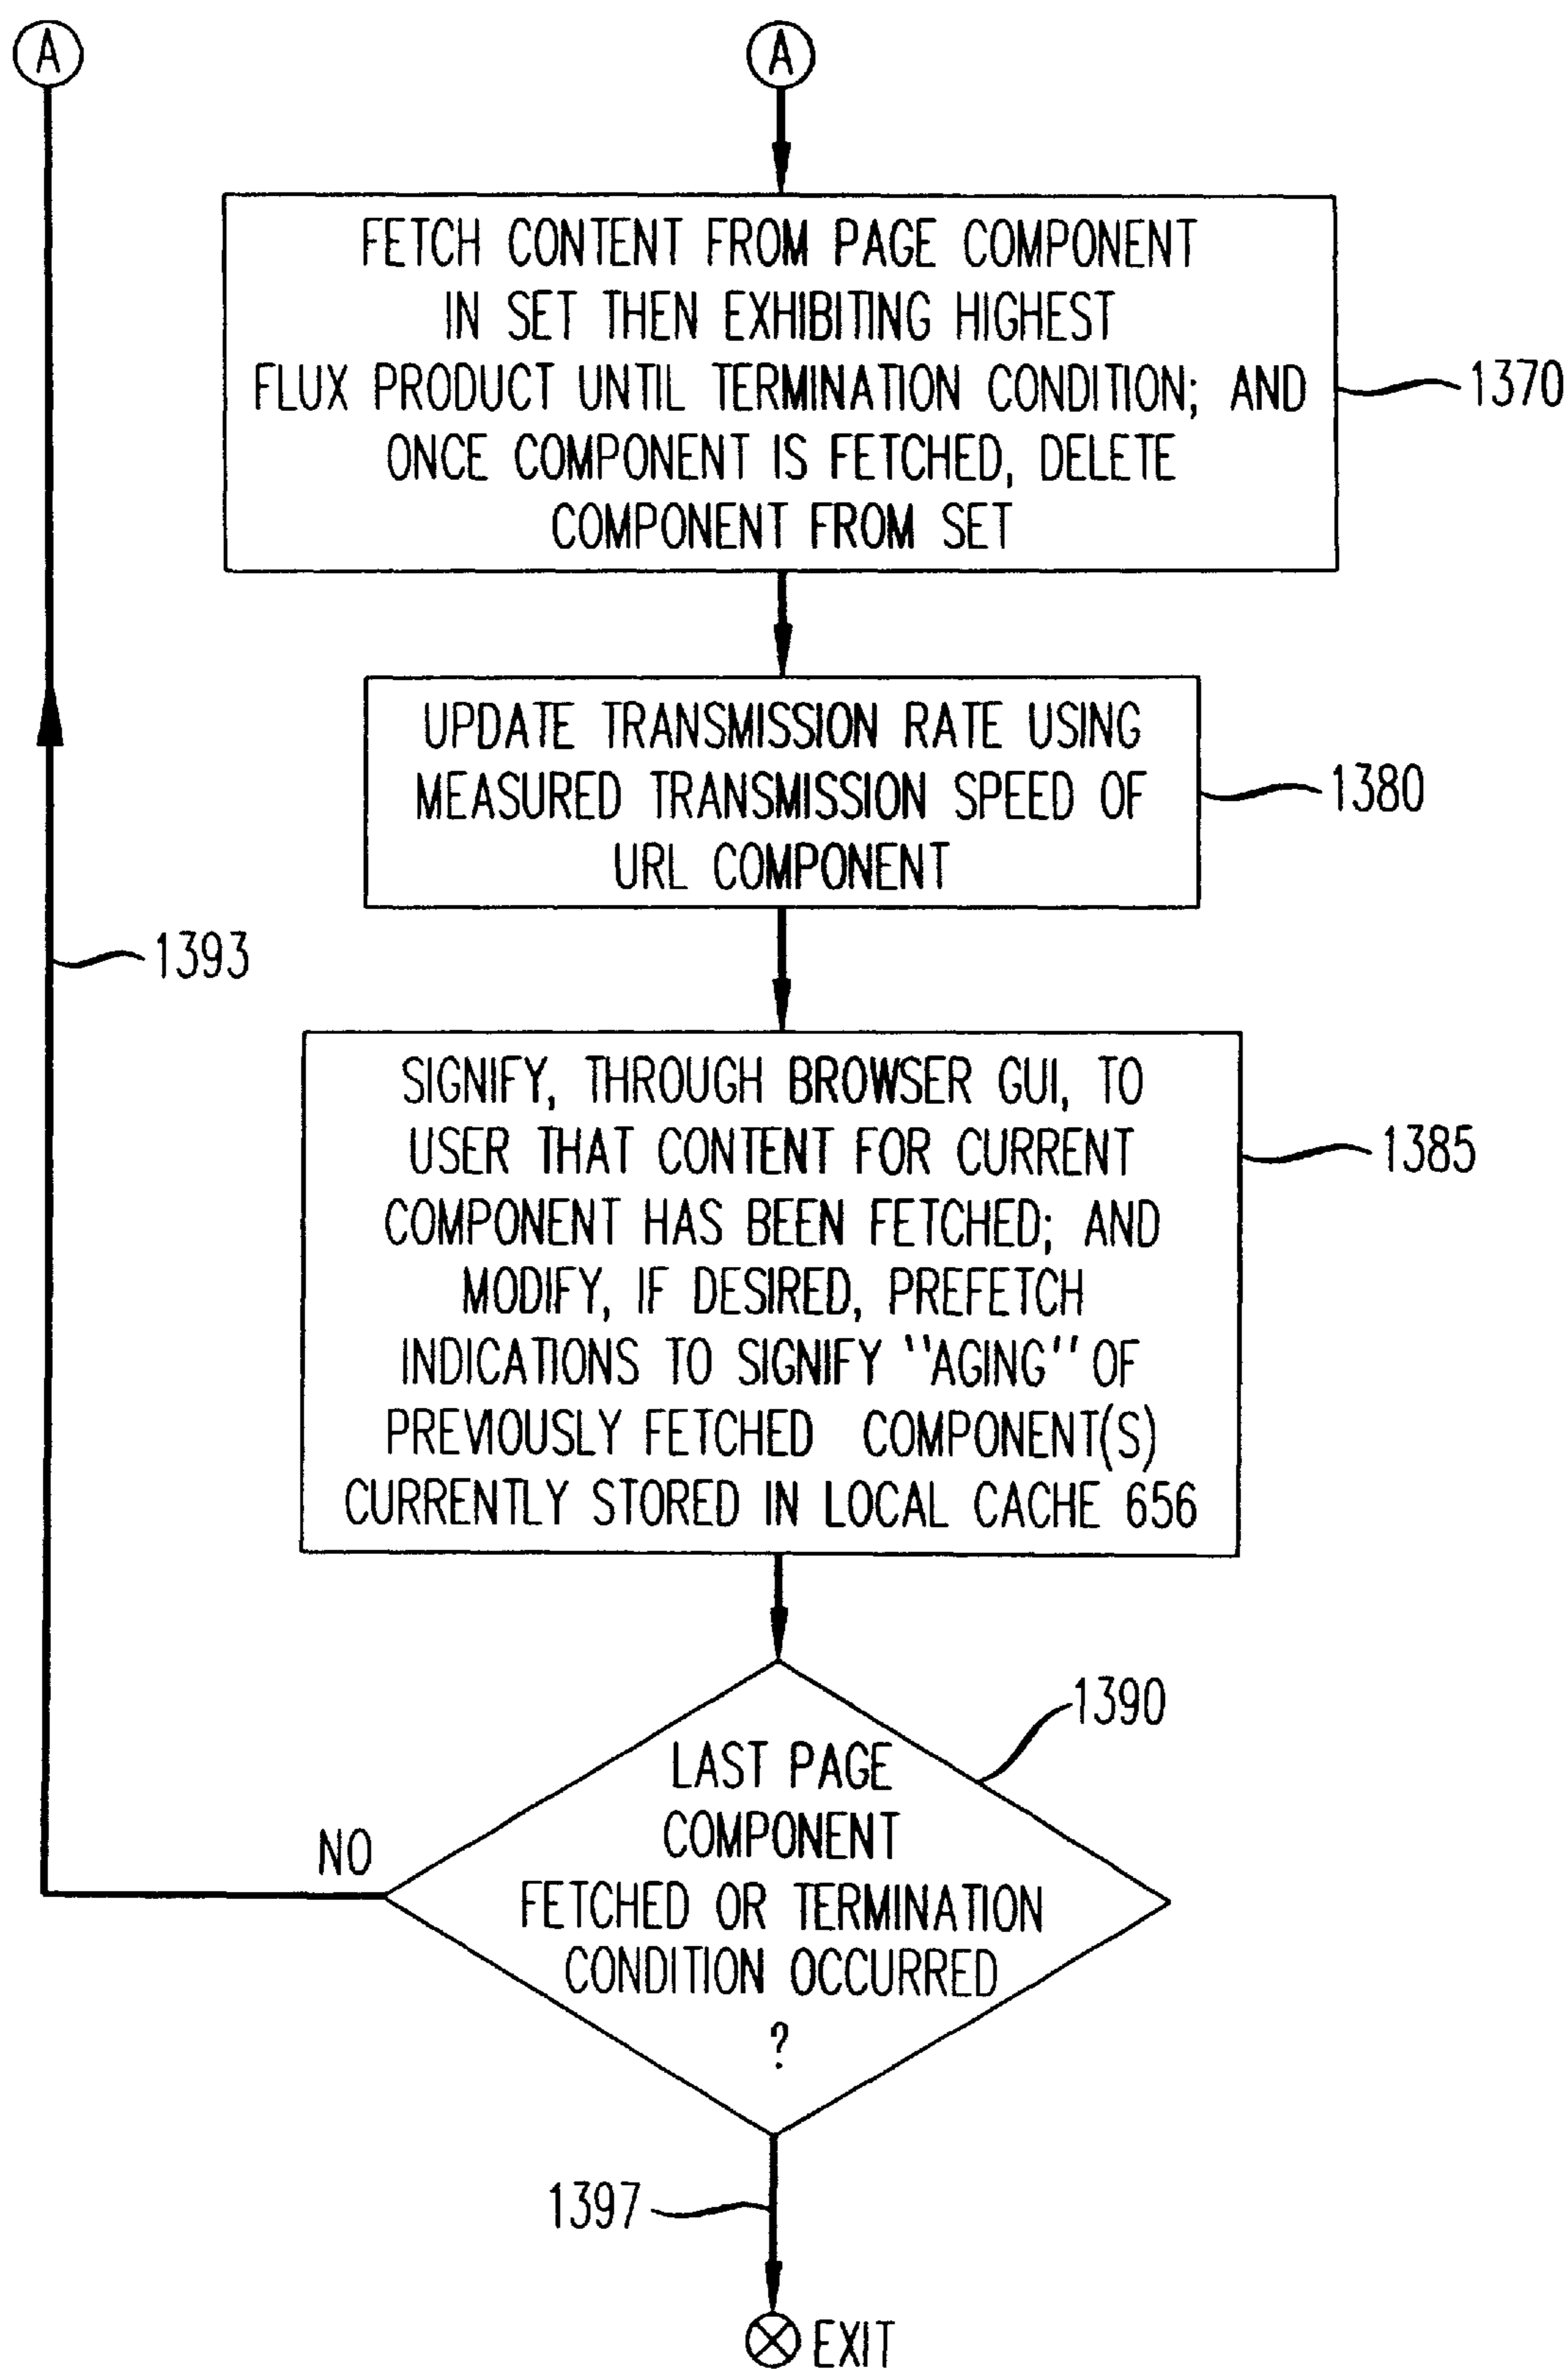 A
A
FETCH CONTENT FROM PAGE COMPONENT
IN SET THEN EXHIBITING HIGHEST
FLUX PRODUCT UNTIL TERMINATION CONDITION; AND
ONCE COMPONENT IS FETCHED, DELETE
COMPONENT FROM SET
1370
UPDATE TRANSMISSION RATE USING
MEASURED TRANSMISSION SPEED OF
URL COMPONENT
1380
1393
SIGNIFY, THROUGH BROWSER GUI, TO
USER THAT CONTENT FOR CURRENT
COMPONENT HAS BEEN FETCHED; AND
MODIFY, IF DESIRED, PREFETCH
INDICATIONS TO SIGNIFY "AGING" OF
PREVIOUSLY FETCHED COMPONENT(S)
CURRENTLY STORED IN LOCAL CACHE 656
1385
1390
LAST PAGE
COMPONENT
FETCHED OR TERMINATION
CONDITION OCCURRED
?
NO
1397
EXIT